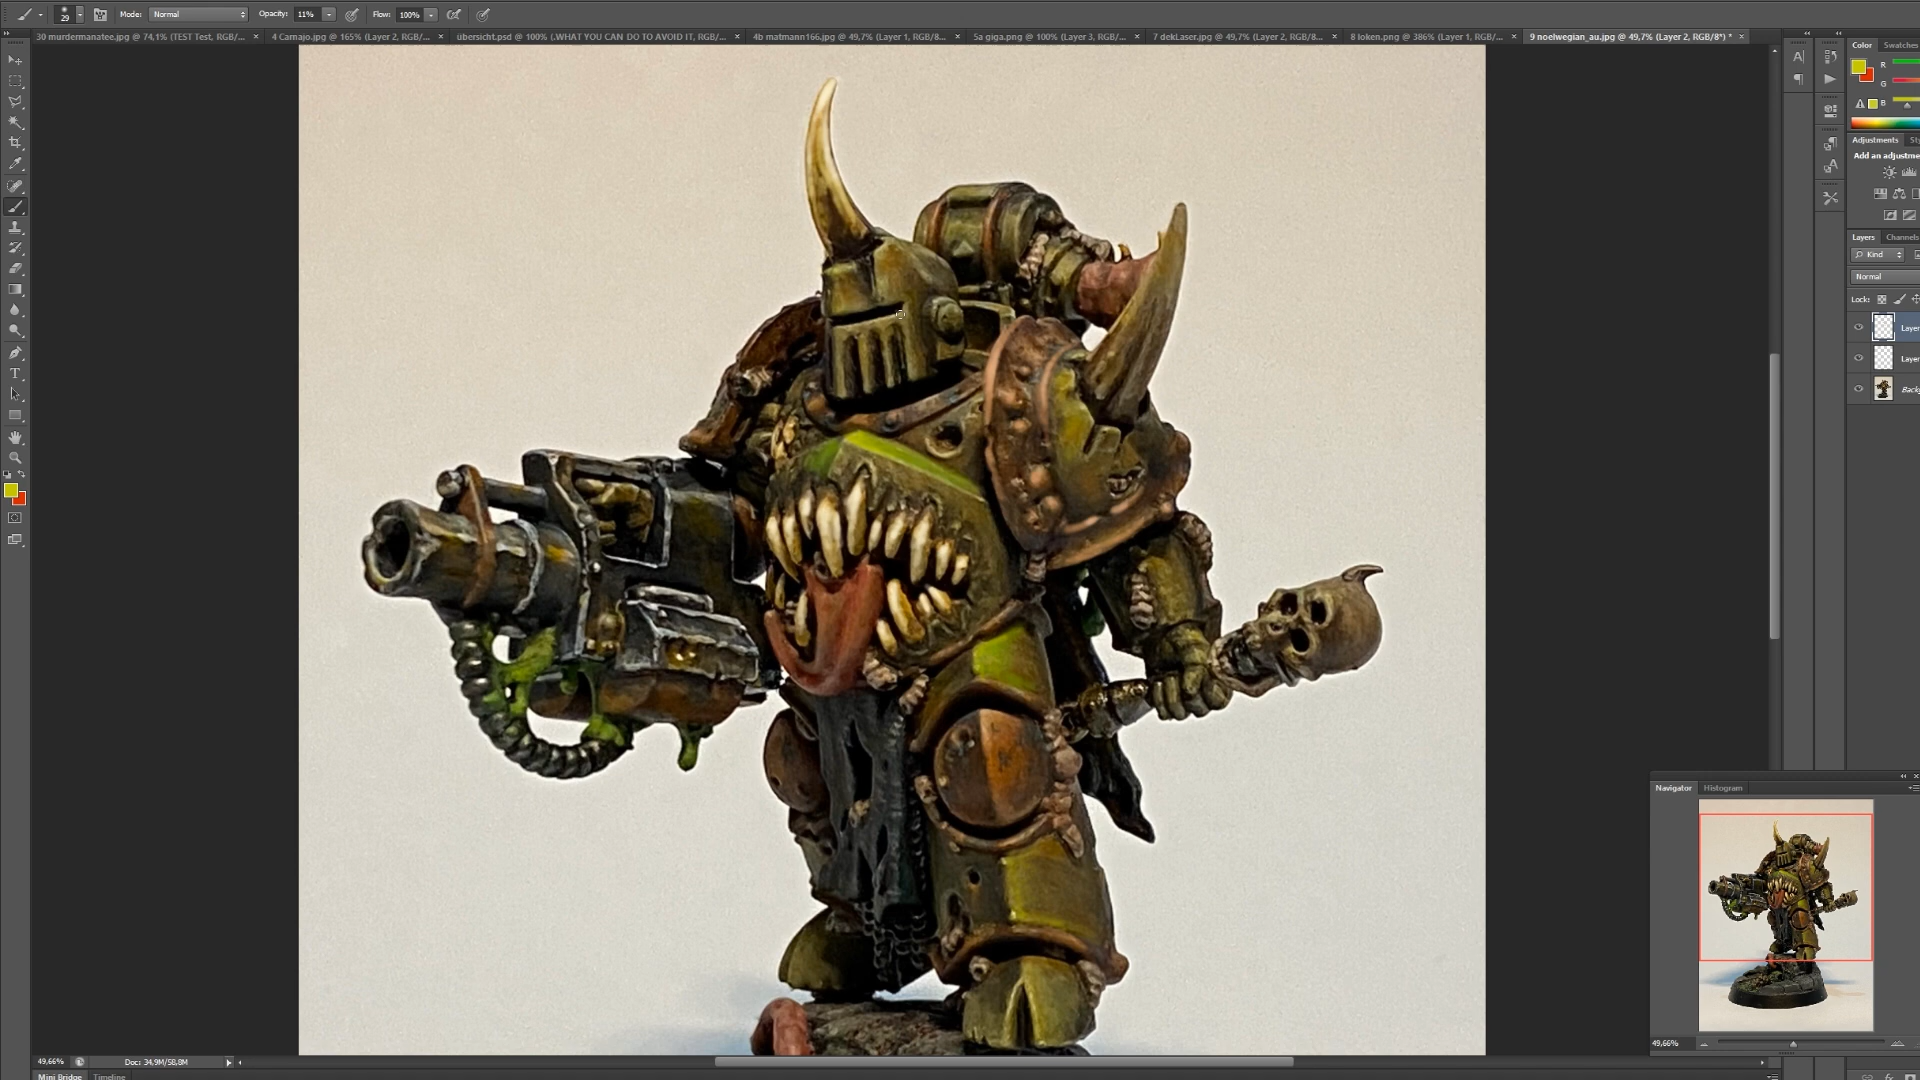 29 Mode: Normal Opacity: 11% Flow: 100%
30 murdermanatee.jpg @ 74,1% (TEST Test, RGB/... × 4 Camajo.jpg @ 165% (Layer 2, RGB/... × übersicht.psd @ 100% (.WHAT YOU CAN DO TO AVOID IT, RGB/... × 4b matmann166.jpg @ 49,7% (Layer 1, RGB/8... × 5a giga.png @ 100% (Layer 3, RGB/8... × 7 dekLaser.jpg @ 49,7% (Layer 2, RGB/8... × 8 loken.png @ 386% (Layer 1, RGB/... × 9 noelwegian_au.jpg @ 49,7% (Layer 2, RGB/8*) * ×
Color Swatches
R
G
B
Adjustments
Add an adjustme
Layers Channels
Kind
Normal
Lock:
Layer
Layer
Backg
T
Navigator Histogram
49,66%
49,66% Doc: 34,9M/58,8M
Mini Bridge Timeline